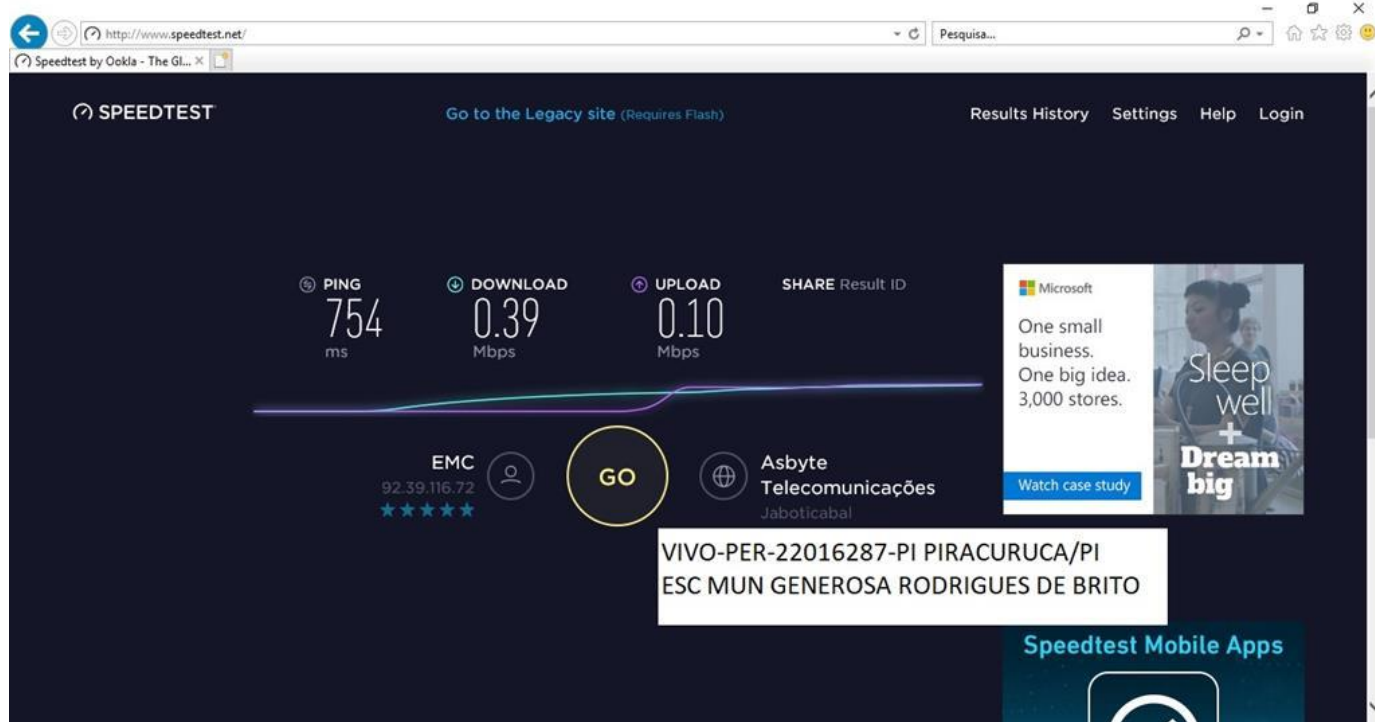 http://www.speedtest.net/
Pesquisa...
Speedtest by Ookla - The Gl...
SPEEDTEST
Go to the Legacy site (Requires Flash)
Results History Settings Help Login
PING DOWNLOAD UPLOAD SHARE Result ID
754 0.39 0.10
ms Mbps Mbps
Microsoft
One small
business.
One big idea.
3,000 stores.
Watch case study
Sleep
well
+
Dream
big
EMC
92.39.116.72
GO
Asbyte
Telecomunicações
Jaboticabal
VIVO-PER-22016287-PI PIRACURUCA/PI
ESC MUN GENEROSA RODRIGUES DE BRITO
Speedtest Mobile Apps